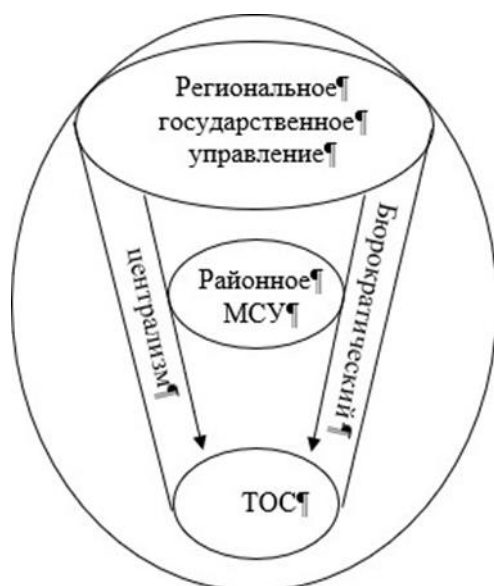 Региональное¶
государственное¶
управление¶
Бюрократический¶
централизм¶
Районное¶
МСУ¶
ТОС¶